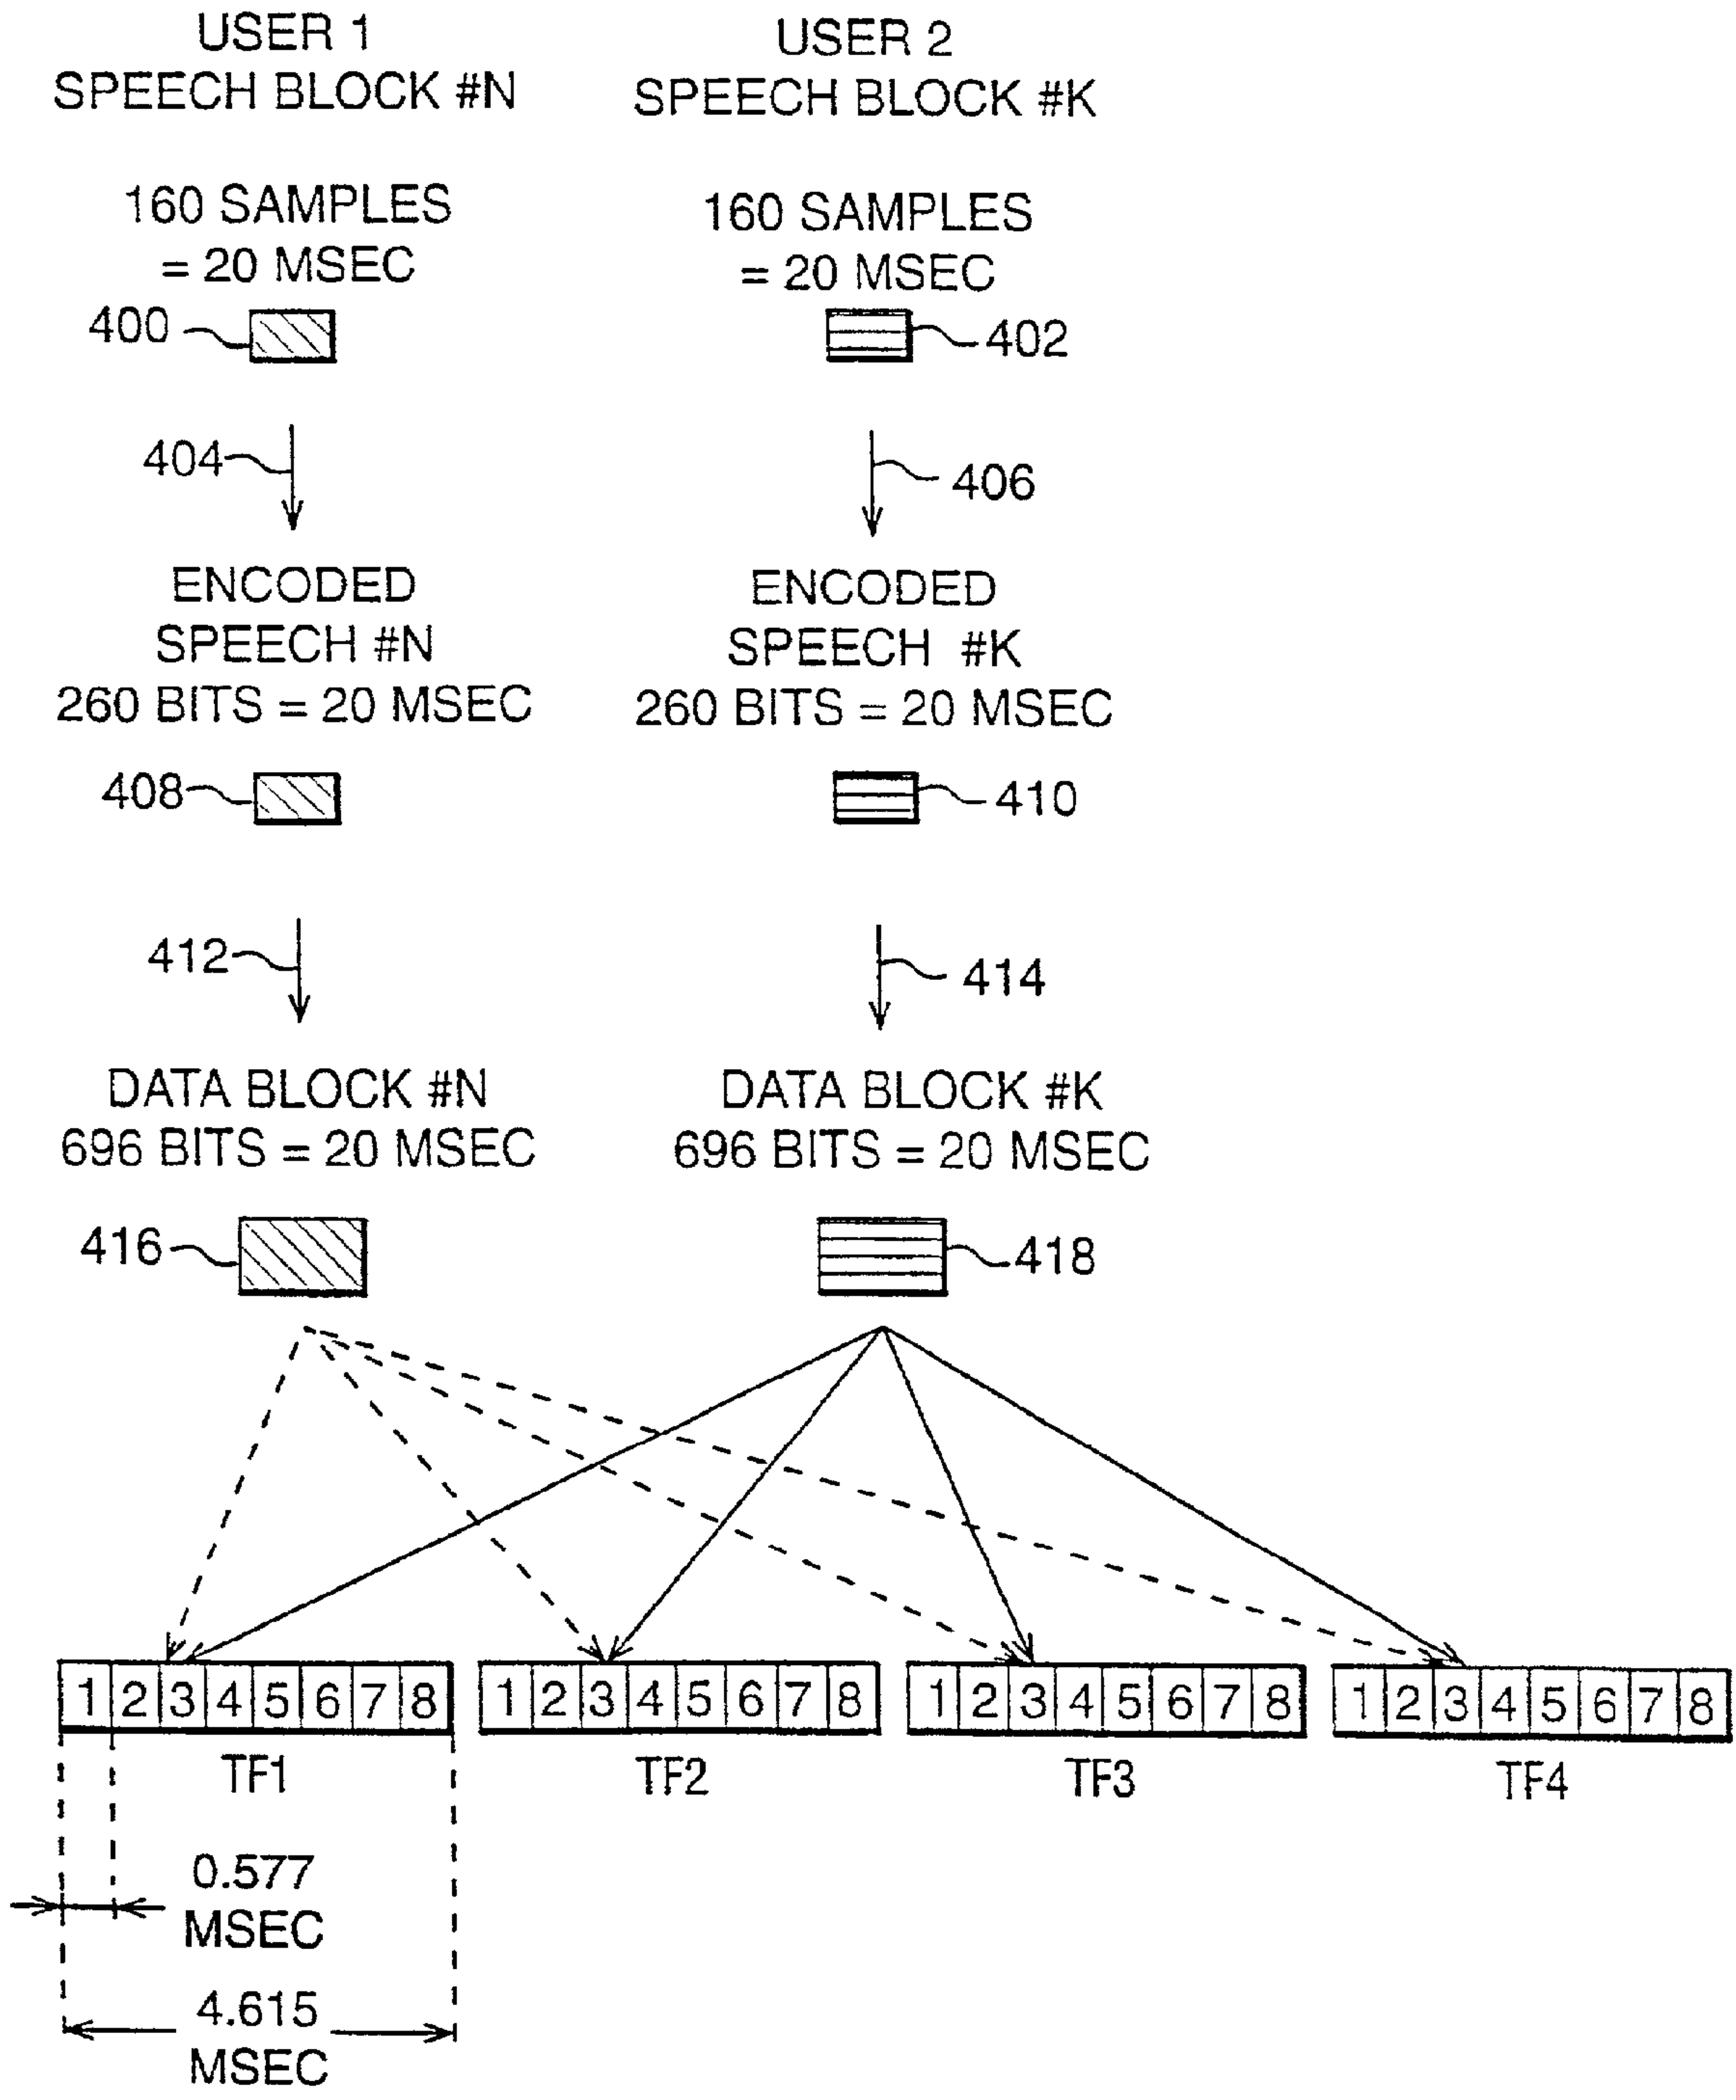 USER 1
SPEECH BLOCK #N
USER 2
SPEECH BLOCK #K
160 SAMPLES
= 20 MSEC
160 SAMPLES
= 20 MSEC
400
402
404
406
ENCODED
SPEECH #N
260 BITS = 20 MSEC
ENCODED
SPEECH #K
260 BITS = 20 MSEC
408
410
412
414
DATA BLOCK #N
696 BITS = 20 MSEC
DATA BLOCK #K
696 BITS = 20 MSEC
416
418
1 2 3 4 5 6 7 8
1 2 3 4 5 6 7 8
1 2 3 4 5 6 7 8
1 2 3 4 5 6 7 8
TF1
TF2
TF3
TF4
0.577
MSEC
4.615
MSEC